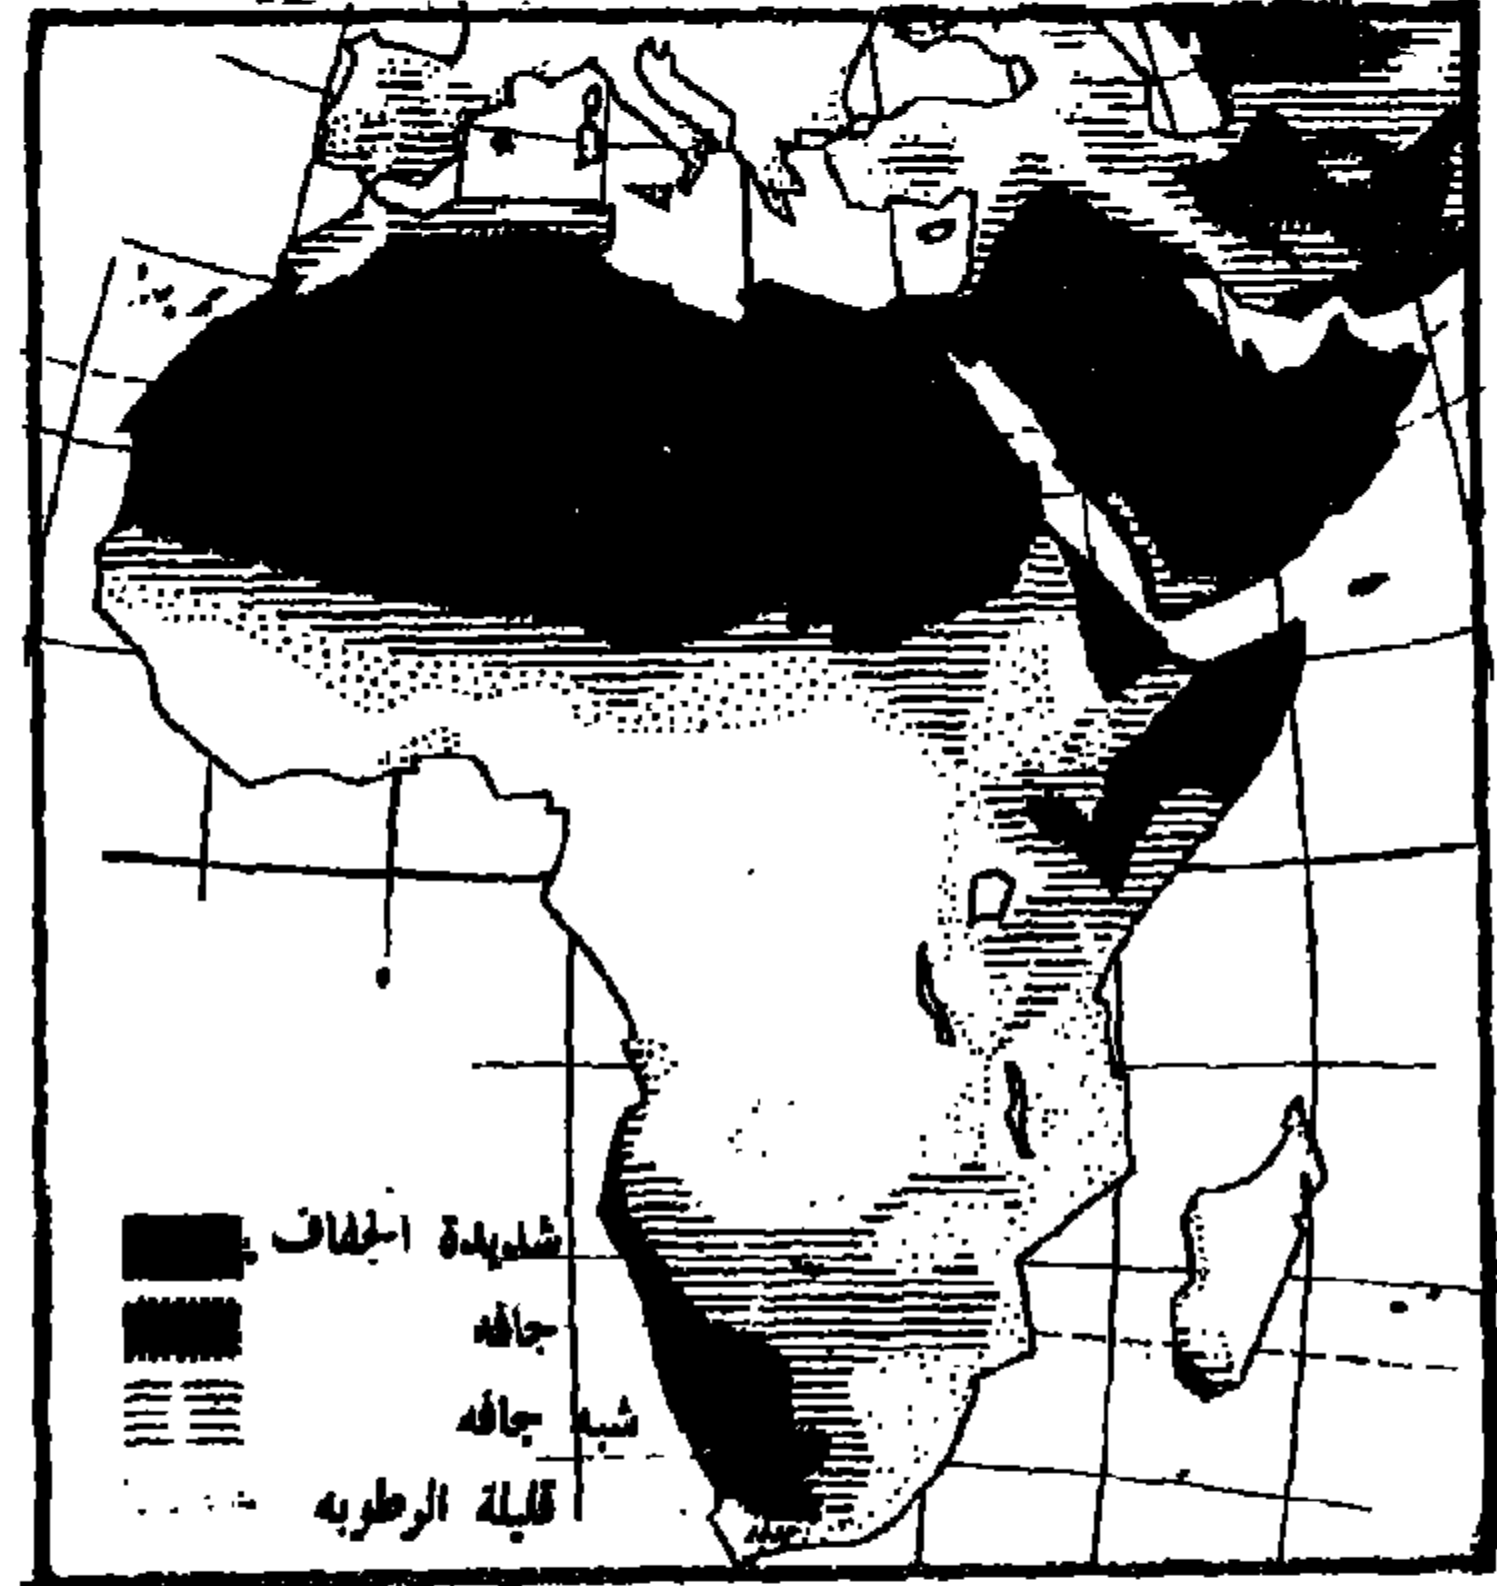 شديدة الجفاف
جافه
شبه جافه
قليلة الرطوبه